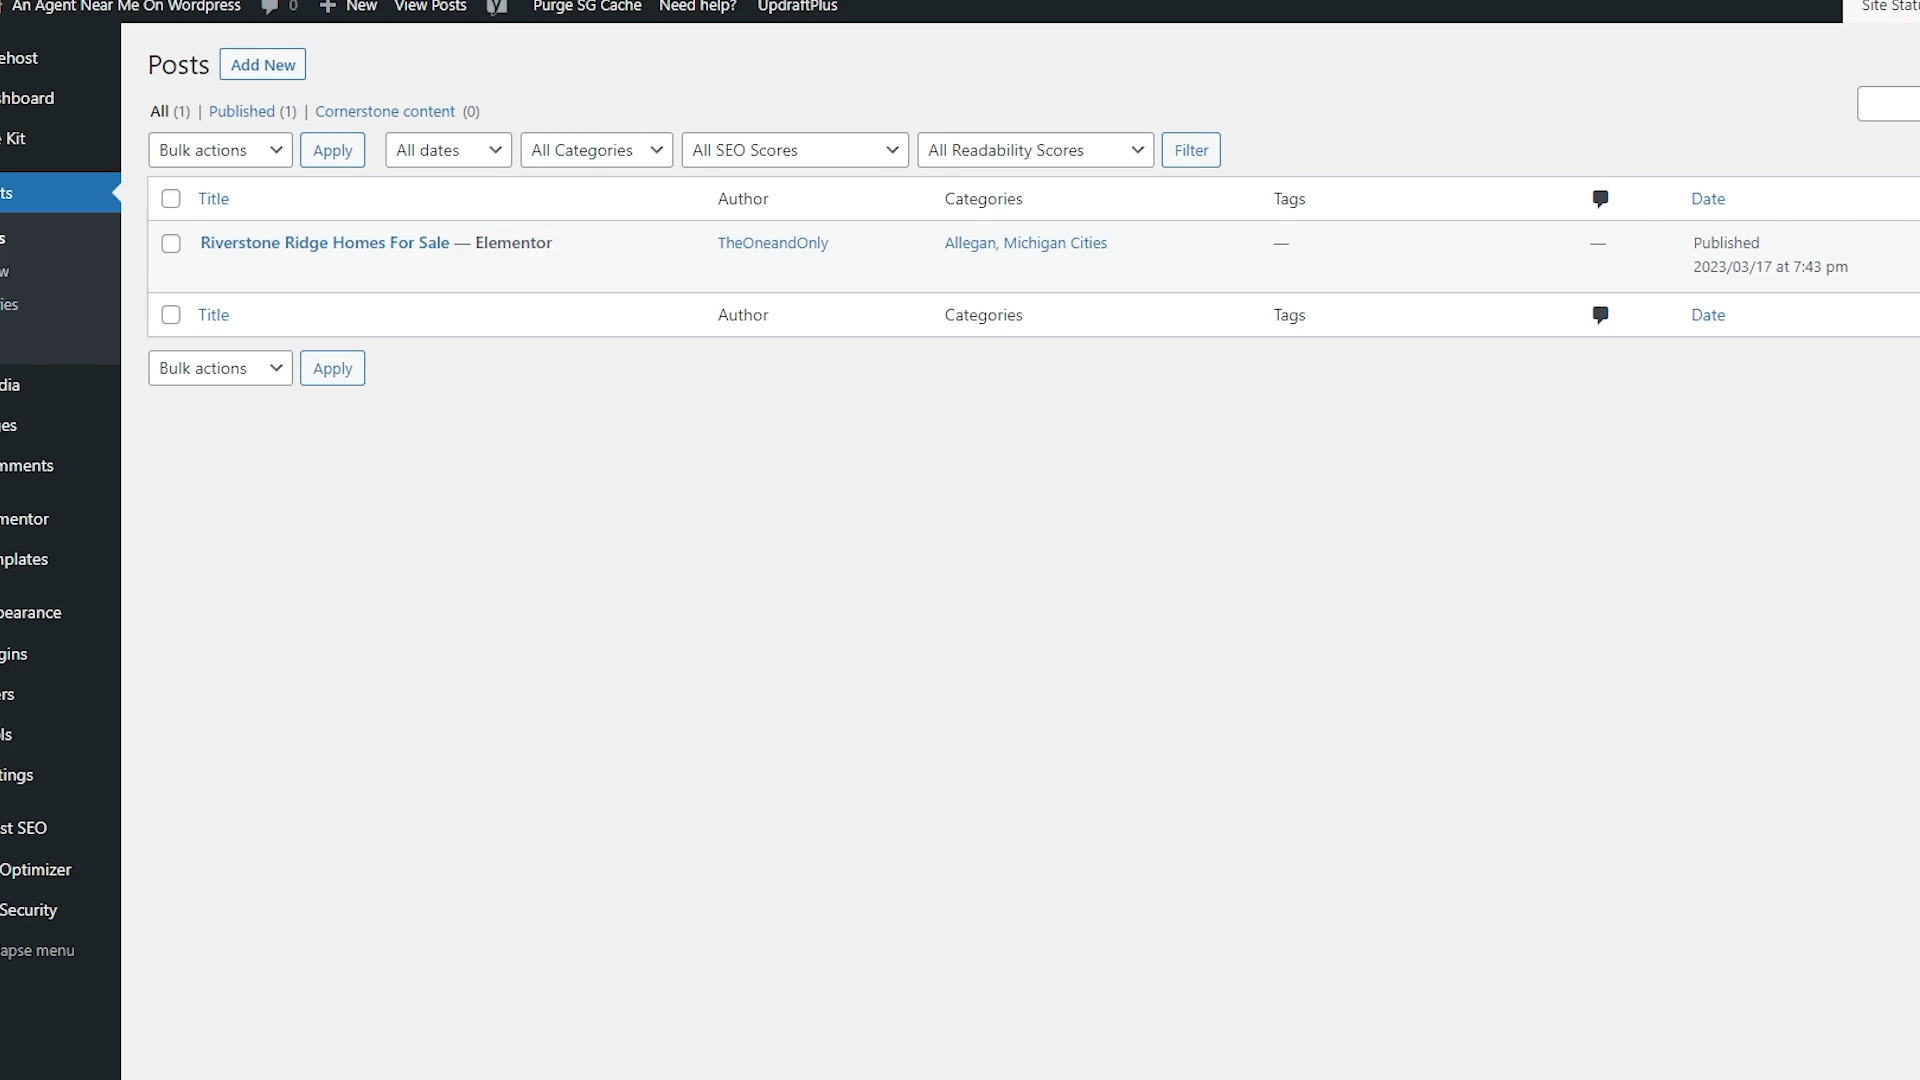 An Agent Near Me On Wordpress 0 New View Posts Purge SG Cache Need help? UpdraftPlus Site Statu
ehost
hboard
Kit
ts
s
w
ies
dia
ges
mments
mentor
mplates
pearance
gins
ers
ls
tings
st SEO
Optimizer
Security
apse menu
Posts Add New
All (1) | Published (1) | Cornerstone content (0)
Bulk actions Apply All dates All Categories All SEO Scores All Readability Scores Filter
Title Author Categories Tags Date
Riverstone Ridge Homes For Sale — Elementor TheOneandOnly Allegan, Michigan Cities — — Published
2023/03/17 at 7:43 pm
Title Author Categories Tags Date
Bulk actions Apply